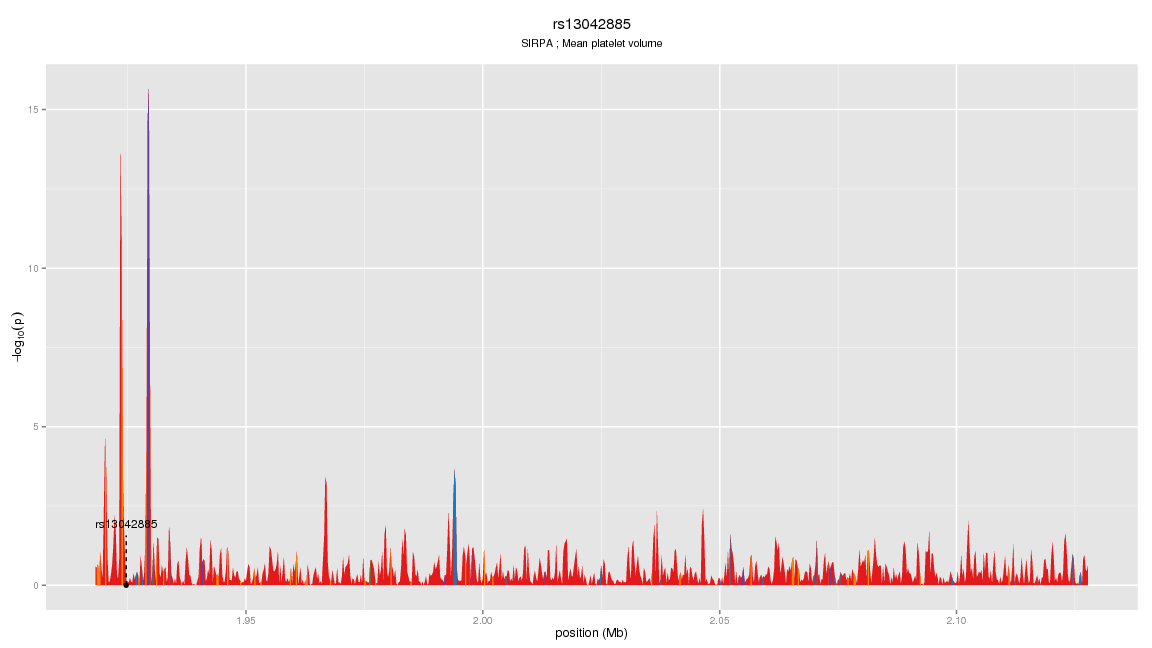 rs13042885
SIRPA ; Mean platelet volume
15
10
5
0
−log10(p)
rs13042885
1.95
2.00
2.05
2.10
position (Mb)